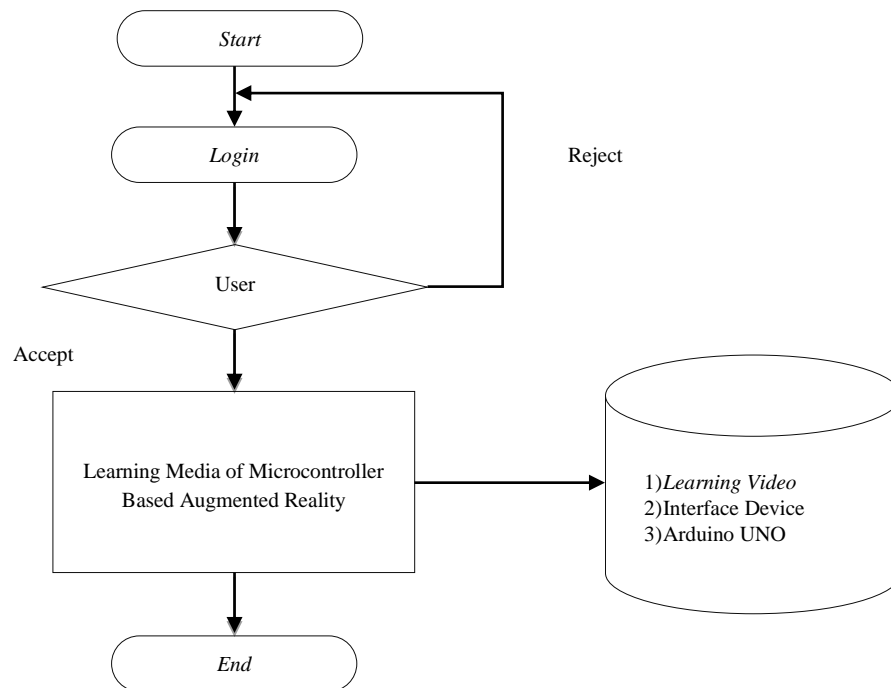 Start
Login
Reject
User
Accept
Learning Media of Microcontroller
Based Augmented Reality
1)Learning Video
2)Interface Device
3)Arduino UNO
End